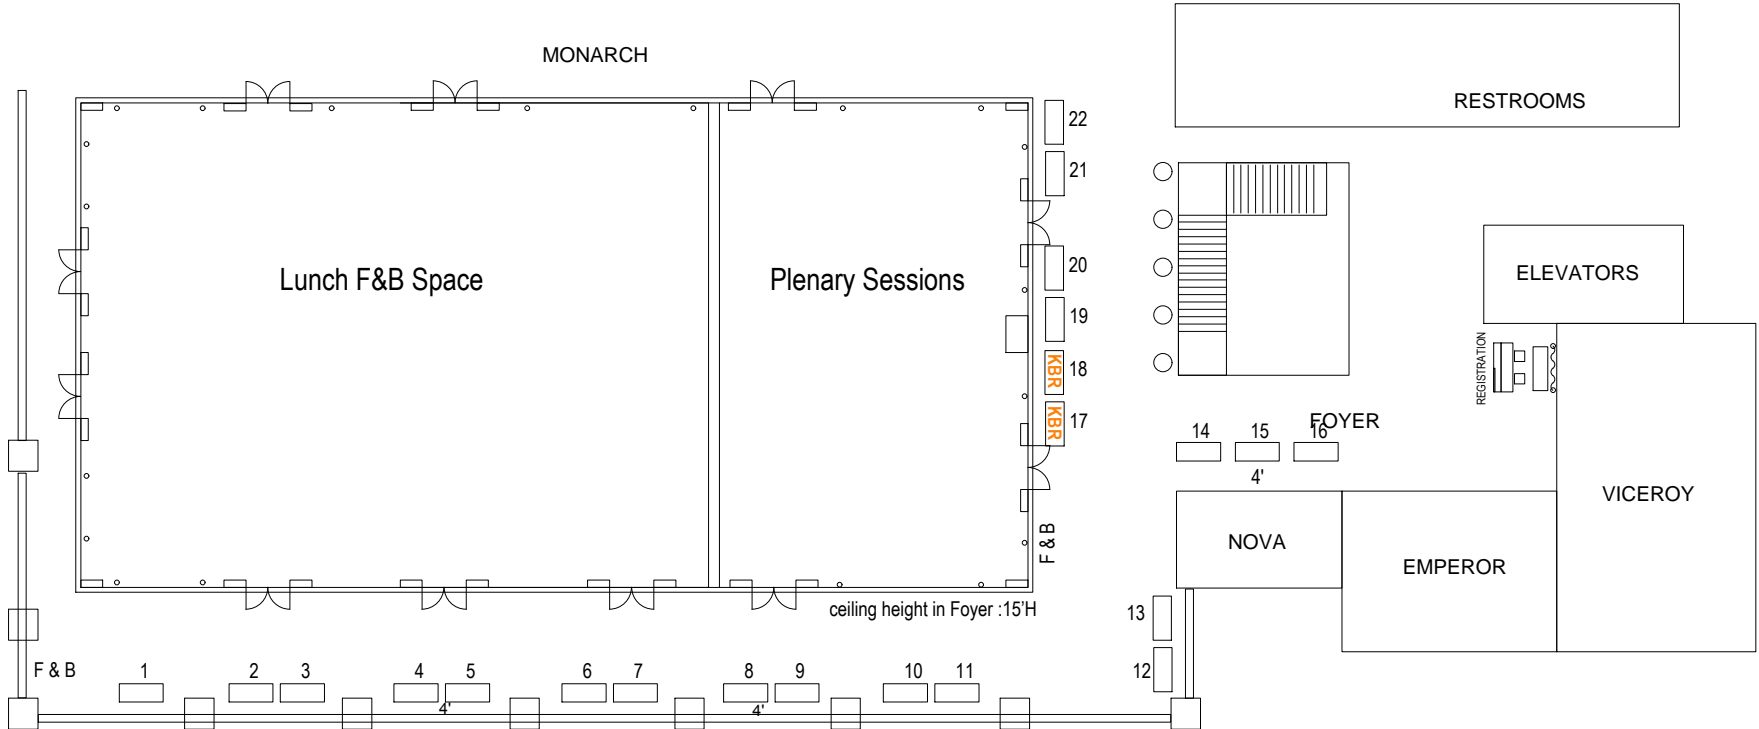 MONARCH
RESTROOMS
22
21
Lunch F&B Space
Plenary Sessions
20
19
KBR
18
KBR
17
ELEVATORS
REGISTRATION
FOYER
14
15
16
4'
VICEROY
NOVA
EMPEROR
F & B
ceiling height in Foyer :15'H
13
12
F & B
1
2
3
4
5
6
7
8
9
10
11
4'
4'